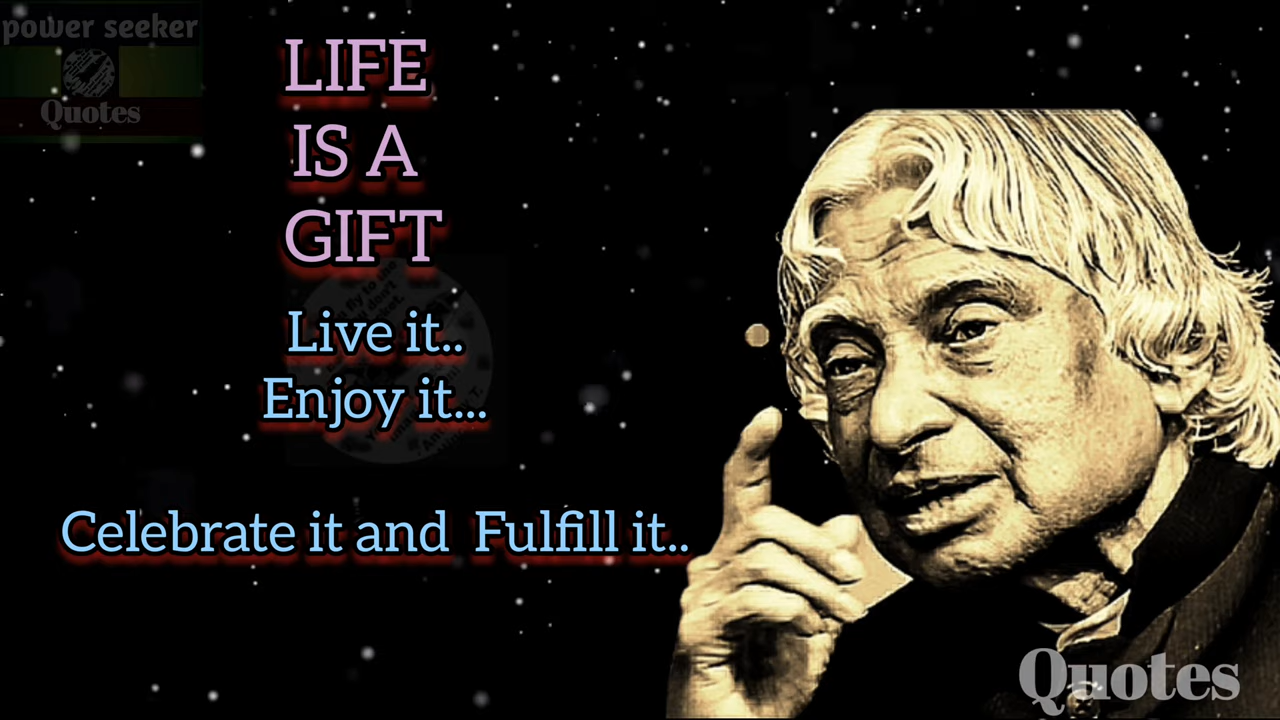 power seeker
Quotes
LIFE
IS A
GIFT
Live it..
Enjoy it...
Celebrate it and Fulfill it..
Quotes